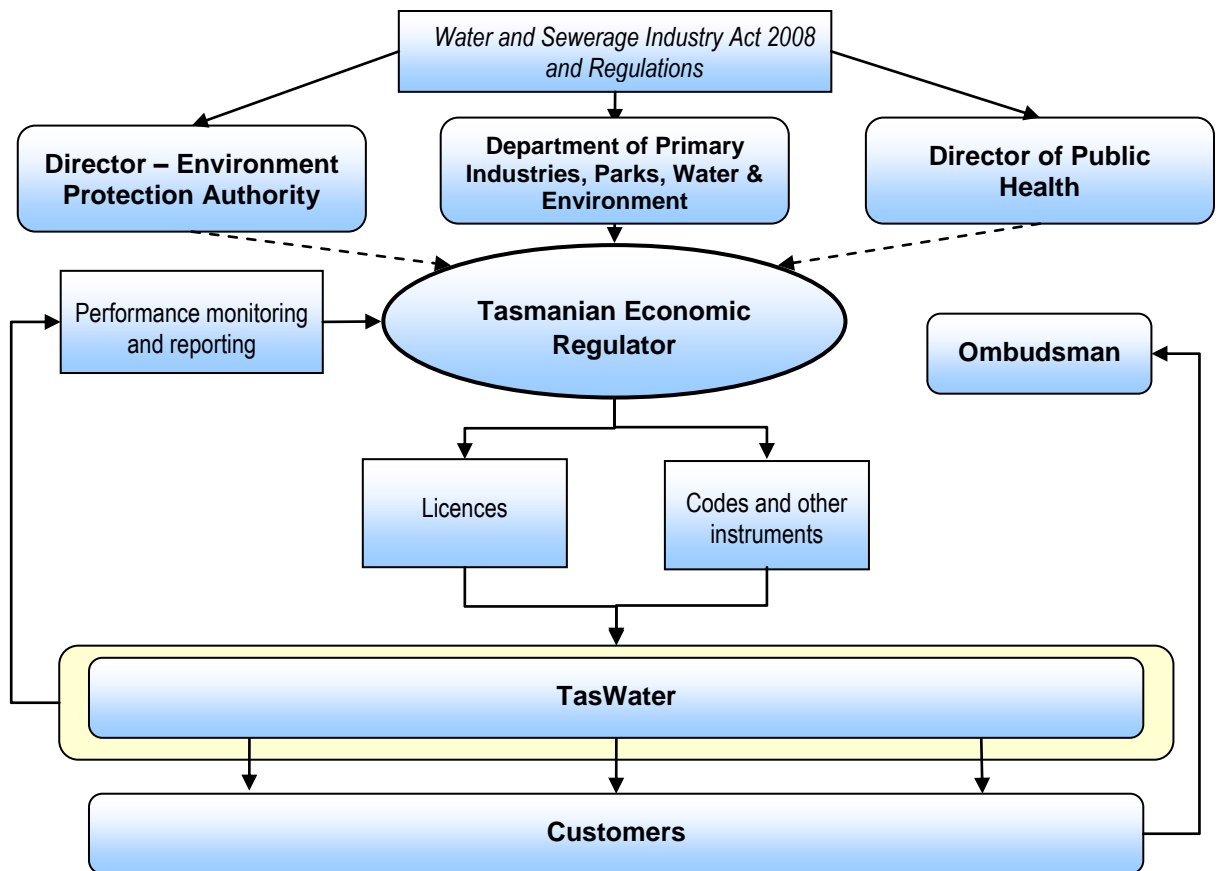 Water and Sewerage Industry Act 2008
and Regulations
Director – Environment
Protection Authority
Department of Primary
Industries, Parks, Water &
Environment
Director of Public
Health
Performance monitoring
and reporting
Tasmanian Economic
Regulator
Ombudsman
Licences
Codes and other
instruments
TasWater
Customers